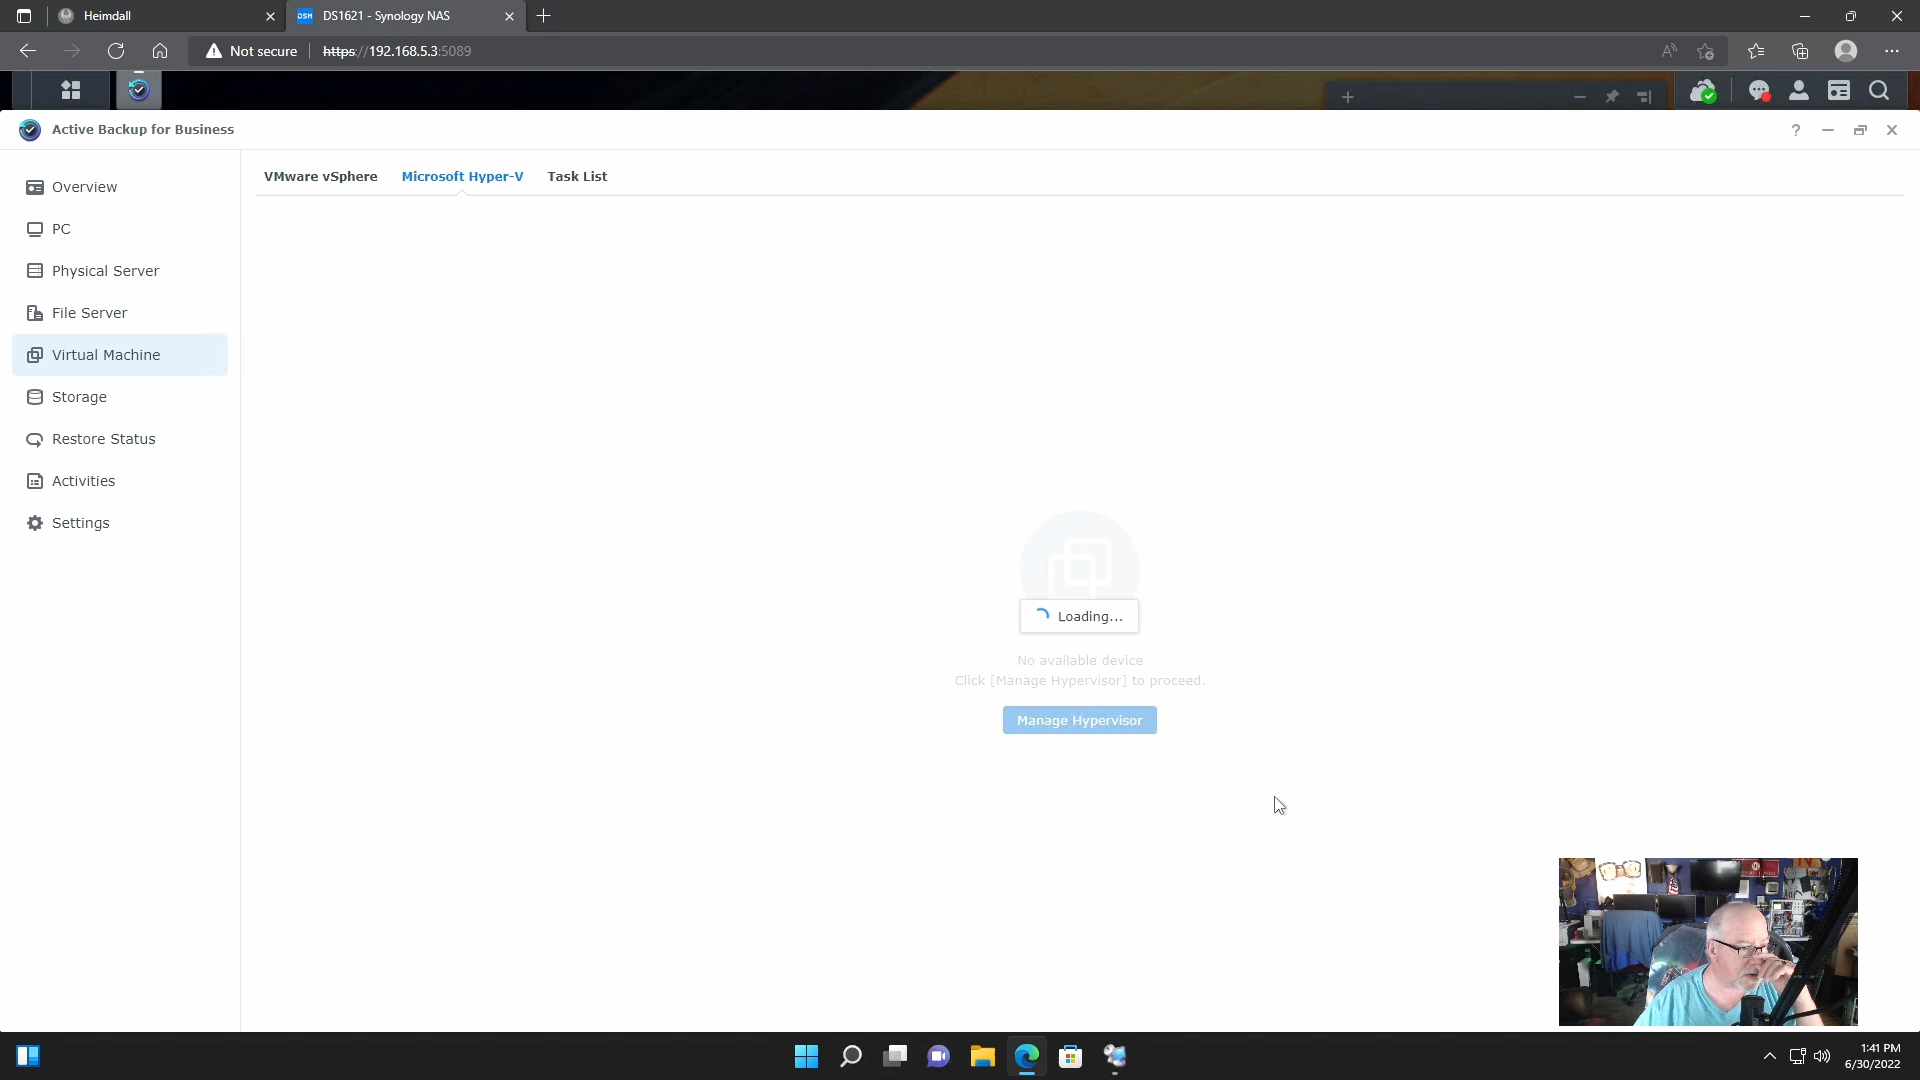 Heimdall
DSM DS1621 - Synology NAS
Not secure https://192.168.5.3:5089
Active Backup for Business
Overview
PC
Physical Server
File Server
Virtual Machine
Storage
Restore Status
Activities
Settings
VMware vSphere Microsoft Hyper-V Task List
Loading...
No available device
Click [Manage Hypervisor] to proceed.
Manage Hypervisor
1:41 PM
6/30/2022